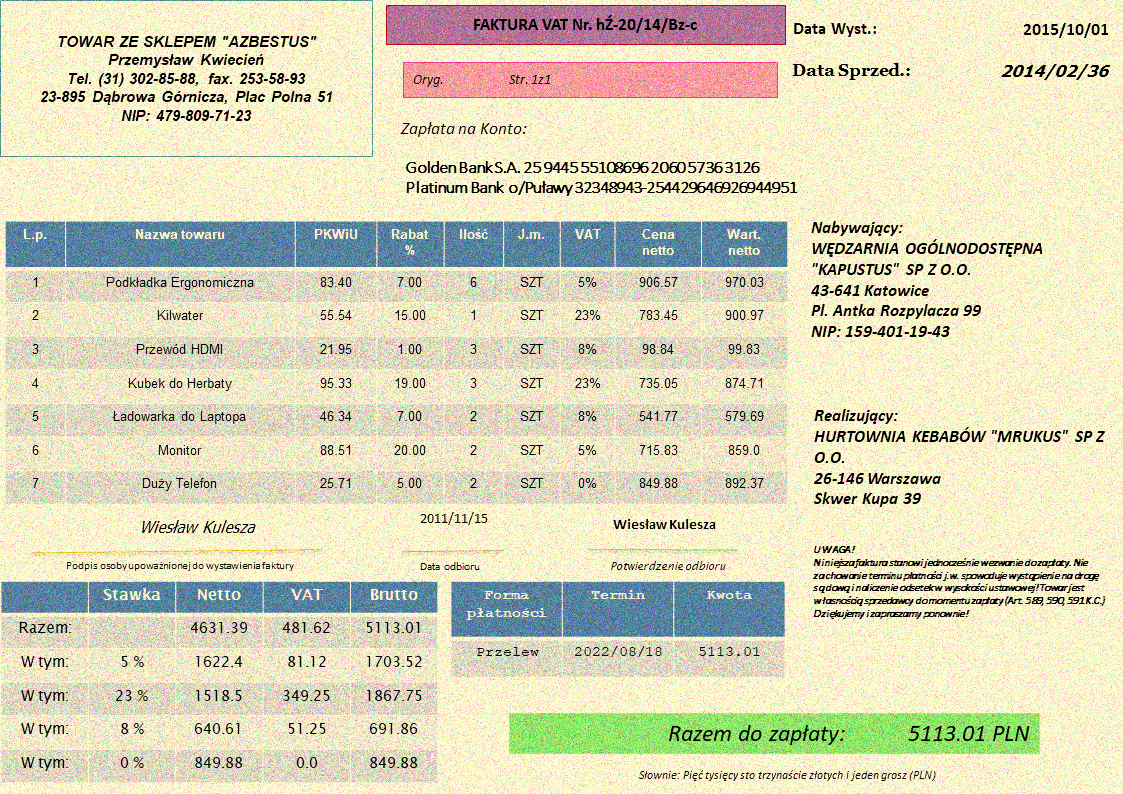 TOWAR ZE SKLEPEM "AZBESTUS"
Przemysław Kwiecień
Tel. (31) 302-85-88, fax. 253-58-93
23-895 Dąbrowa Górnicza, Plac Polna 51
NIP: 479-809-71-23
FAKTURA VAT Nr. hŹ-20/14/Bz-c
Oryg. Str. 1z1
Data Wyst.: 2015/10/01
Data Sprzed.: 2014/02/36
Zapłata na Konto:
Golden Bank S.A. 25 9445 5510 8696 2060 5736 3126
Platinum Bank o/Puławy 32348943-254429646926944951
L.p. Nazwa towaru PKWiU Rabat % Ilość J.m. VAT Cena netto Wart. netto
1 Podkładka Ergonomiczna 83.40 7.00 6 SZT 5% 906.57 970.03
2 Kilwater 55.54 15.00 1 SZT 23% 783.45 900.97
3 Przewód HDMI 21.95 1.00 3 SZT 8% 98.84 99.83
4 Kubek do Herbaty 95.33 19.00 3 SZT 23% 735.05 874.71
5 Ładowarka do Laptopa 46.34 7.00 2 SZT 8% 541.77 579.69
6 Monitor 88.51 20.00 2 SZT 5% 715.83 859.0
7 Duży Telefon 25.71 5.00 2 SZT 0% 849.88 892.37
Nabywający:
WĘDZARNIA OGÓLNODOSTĘPNA
"KAPUSTUS" SP Z O.O.
43-641 Katowice
Pl. Antka Rozpylacza 99
NIP: 159-401-19-43
Realizujący:
HURTOWNIA KEBABÓW "MRUKUS" SP Z
O.O.
26-146 Warszawa
Skwer Kupa 39
Wiesław Kulesza
Podpis osoby upoważnionej do wystawienia faktury
2011/11/15
Data odbioru
Wiesław Kulesza
Potwierdzenie odbioru
UWAGA!
Niniejsza faktura stanowi jednocześnie wezwanie do zapłaty. Nie
zachowanie terminu płatności j.w. spowoduje wystąpienie na drogę
sądową i naliczenie odsetek w wysokości ustawowej! Towar jest
własnością sprzedawcy do momentu zapłaty (Art. 589, 590, 591 K.C.)
Dziękujemy i zapraszamy ponownie!
Stawka Netto VAT Brutto
Razem: 4631.39 481.62 5113.01
W tym: 5 % 1622.4 81.12 1703.52
W tym: 23 % 1518.5 349.25 1867.75
W tym: 8 % 640.61 51.25 691.86
W tym: 0 % 849.88 0.0 849.88
Forma płatności Termin Kwota
Przelew 2022/08/18 5113.01
Razem do zapłaty: 5113.01 PLN
Słownie: Pięć tysięcy sto trzynaście złotych i jeden grosz (PLN)